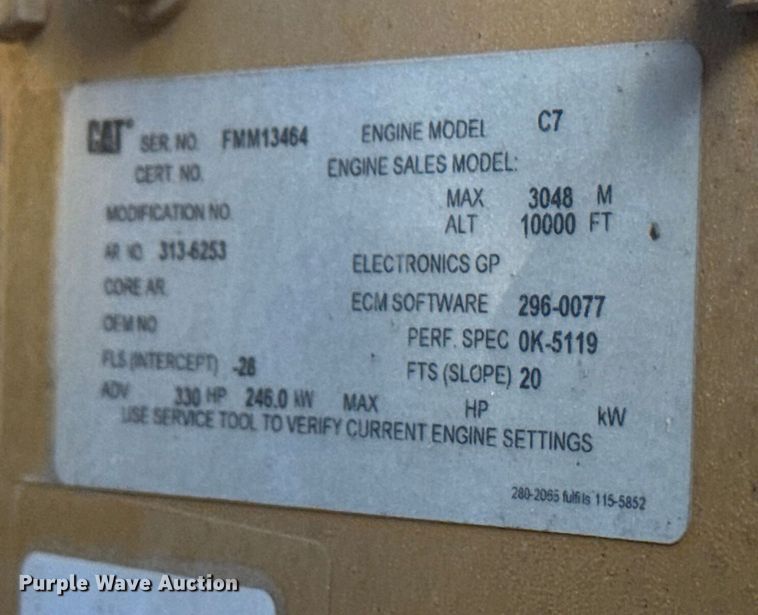 CAT® SER. NO. FMM13464 ENGINE MODEL C7
CERT. NO. ENGINE SALES MODEL:
MODIFICATION NO. MAX 3048 M
ALT 10000 FT
AR NO 313-6253 ELECTRONICS GP
CORE AR. ECM SOFTWARE 296-0077
OEM NO PERF. SPEC 0K-5119
FLS (INTERCEPT) -26 FTS (SLOPE) 20
ADV 330 HP 246.0 kW MAX HP kW
USE SERVICE TOOL TO VERIFY CURRENT ENGINE SETTINGS
280-2065 fulfils 115-5852
Purple Wave Auction